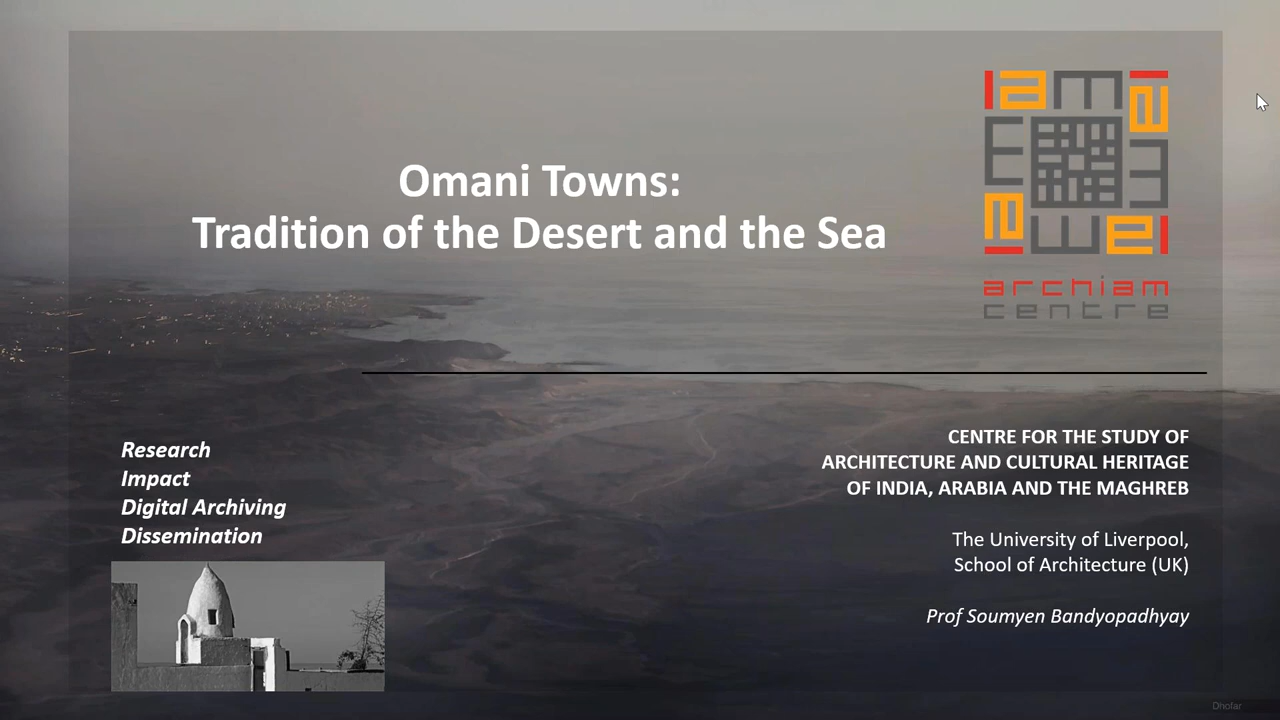 Omani Towns:
Tradition of the Desert and the Sea
archiam
centre
Research
Impact
Digital Archiving
Dissemination
CENTRE FOR THE STUDY OF
ARCHITECTURE AND CULTURAL HERITAGE
OF INDIA, ARABIA AND THE MAGHREB
The University of Liverpool,
School of Architecture (UK)
Prof Soumyen Bandyopadhyay
Dhofar